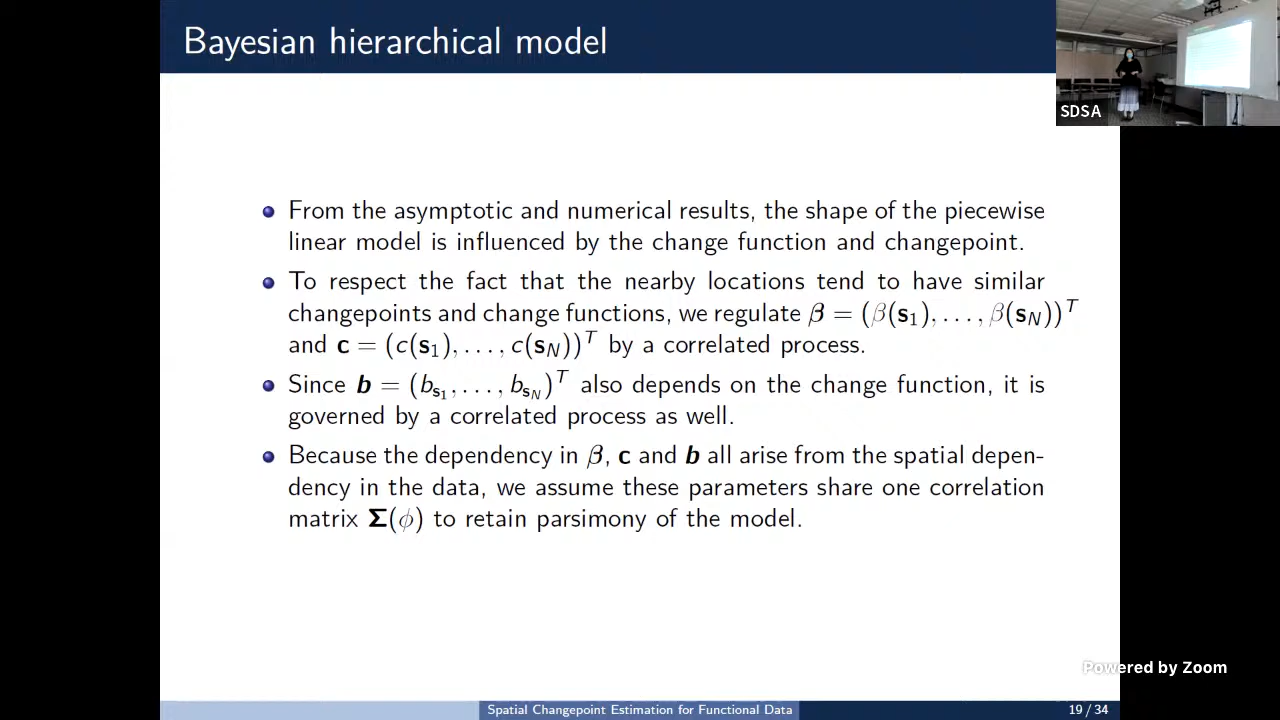 Bayesian hierarchical model
SDSA
From the asymptotic and numerical results, the shape of the piecewise
linear model is influenced by the change function and changepoint.
To respect the fact that the nearby locations tend to have similar
changepoints and change functions, we regulate β = (β(s₁), . . . , β(s_N))ᵀ
and c = (c(s₁), . . . , c(s_N))ᵀ by a correlated process.
Since b = (b_{s₁}, . . . , b_{s_N})ᵀ also depends on the change function, it is
governed by a correlated process as well.
Because the dependency in β, c and b all arise from the spatial depen-
dency in the data, we assume these parameters share one correlation
matrix Σ(ϕ) to retain parsimony of the model.
Powered by Zoom
Spatial Changepoint Estimation for Functional Data
19 / 34